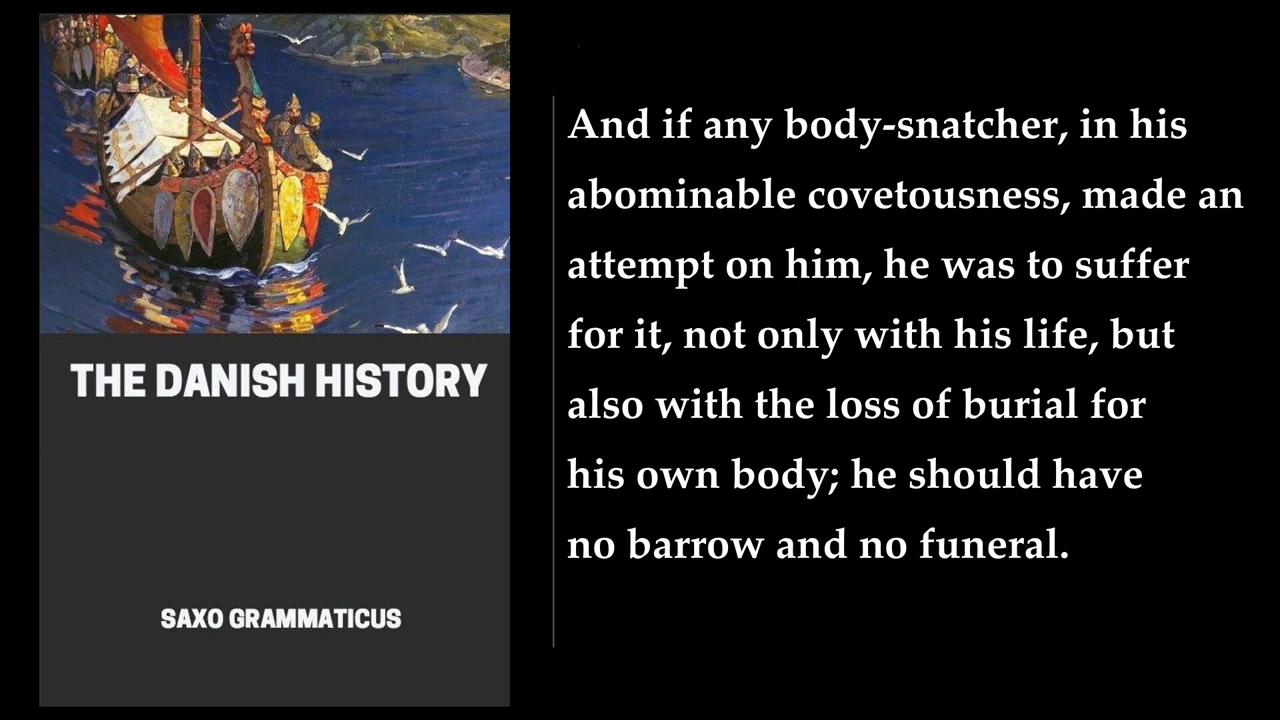 THE DANISH HISTORY
SAXO GRAMMATICUS
And if any body-snatcher, in his
abominable covetousness, made an
attempt on him, he was to suffer
for it, not only with his life, but
also with the loss of burial for
his own body; he should have
no barrow and no funeral.